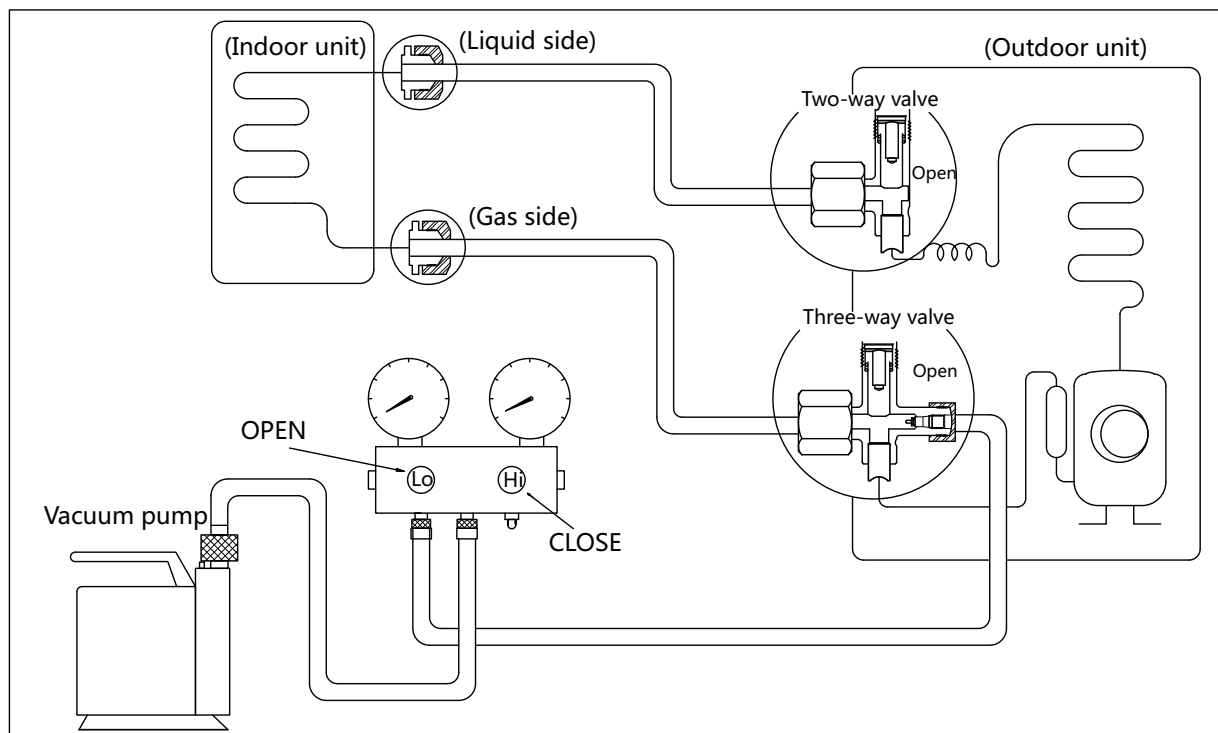 (Indoor unit)
(Liquid side)
(Outdoor unit)
Two-way valve
Open
(Gas side)
Three-way valve
Open
OPEN
Lo
Hi
Vacuum pump
CLOSE